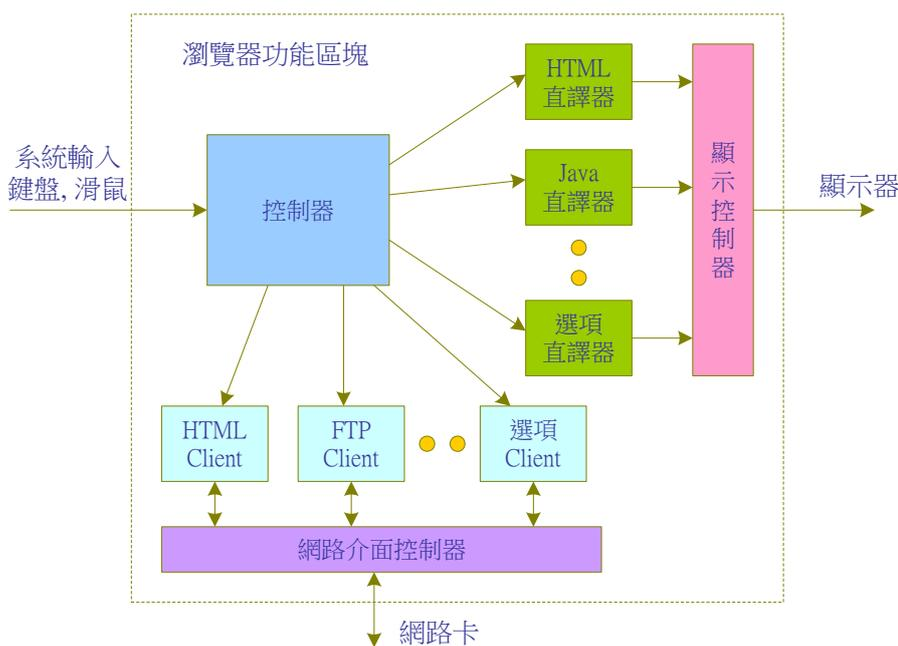 瀏覽器功能區塊
系統輸入
鍵盤, 滑鼠
控制器
HTML
直譯器
Java
直譯器
選項
直譯器
顯示控制器
顯示器
HTML
Client
FTP
Client
選項
Client
網路介面控制器
網路卡